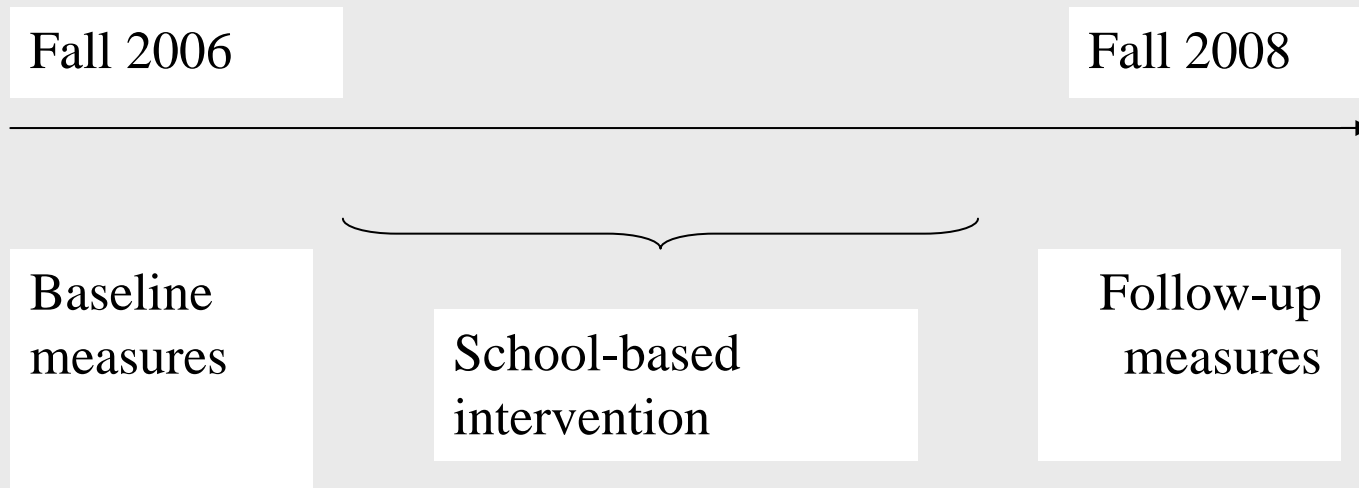 Fall 2006
Fall 2008
Baseline
measures
School-based
intervention
Follow-up
measures